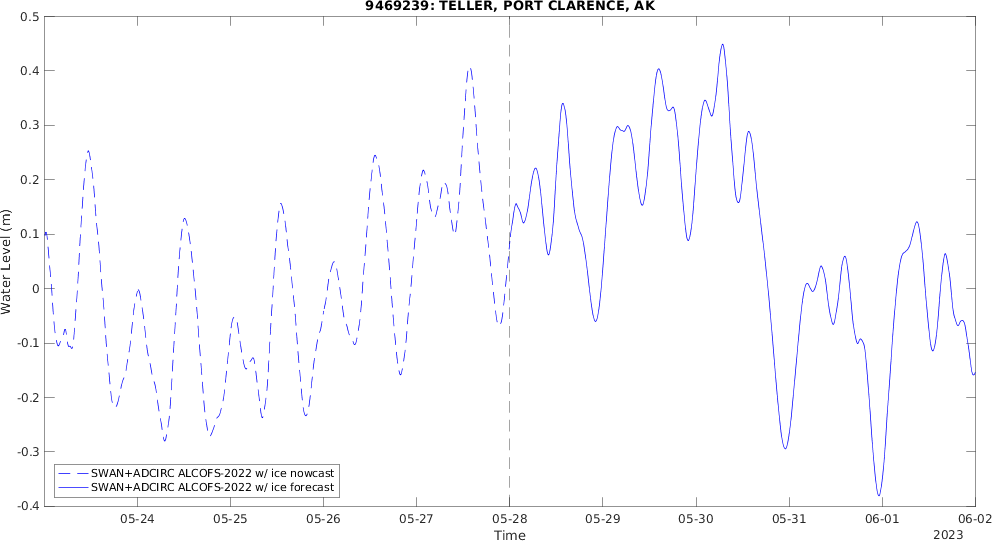 9469239: TELLER, PORT CLARENCE, AK
0.5
0.4
0.3
0.2
0.1
0
-0.1
-0.2
-0.3
-0.4
Water Level (m)
SWAN+ADCIRC ALCOFS-2022 w/ ice nowcast
SWAN+ADCIRC ALCOFS-2022 w/ ice forecast
05-24 05-25 05-26 05-27 05-28 05-29 05-30 05-31 06-01 06-02
Time
2023